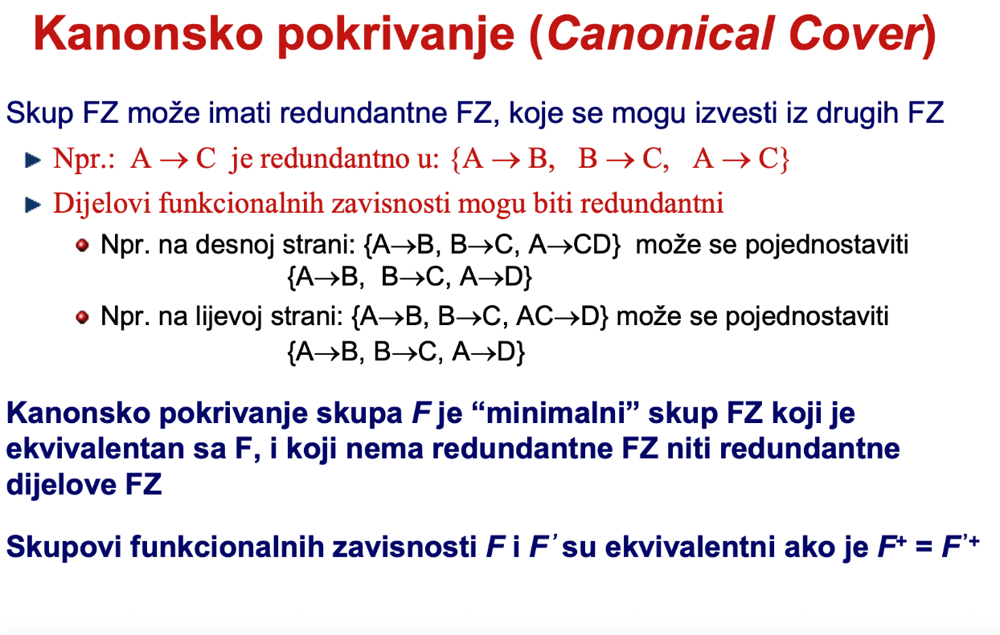 Kanonsko pokrivanje (Canonical Cover)
Skup FZ može imati redundantne FZ, koje se mogu izvesti iz drugih FZ
Npr.: A → C je redundantno u: {A → B, B → C, A → C}
Dijelovi funkcionalnih zavisnosti mogu biti redundantni
Npr. na desnoj strani: {A→B, B→C, A→CD} može se pojednostaviti
{A→B, B→C, A→D}
Npr. na lijevoj strani: {A→B, B→C, AC→D} može se pojednostaviti
{A→B, B→C, A→D}
Kanonsko pokrivanje skupa F je “minimalni” skup FZ koji je
ekvivalentan sa F, i koji nema redundantne FZ niti redundantne
dijelove FZ
Skupovi funkcionalnih zavisnosti F i F’ su ekvivalentni ako je F⁺ = F’⁺